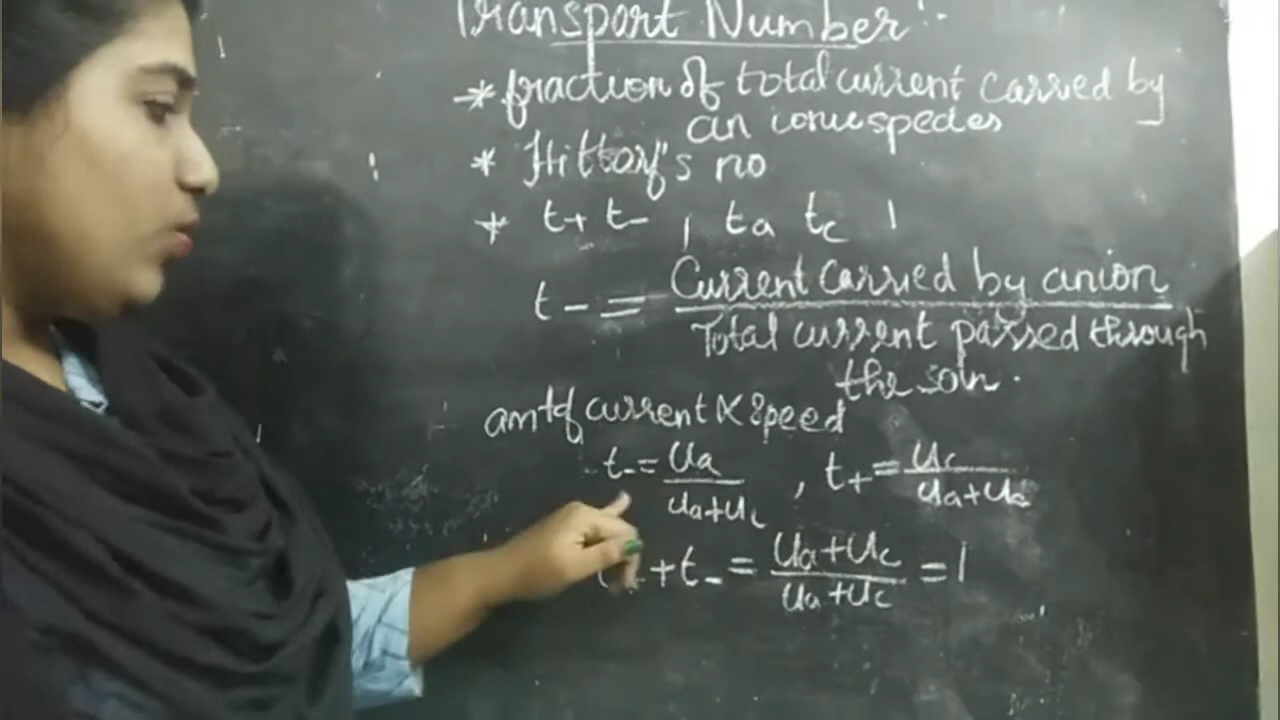 Transport Number :-
* fraction of total current carried by
an ionic species
* Hittorf's no
* t+ t- , ta tc 1
t- = Current carried by anion
Total current passed through
the soln.
amt of current ∝ speed
t- = Ua / Ua+Uc , t+ = Uc / Ua+Uc
+ t- = Ua+Uc / Ua+Uc = 1